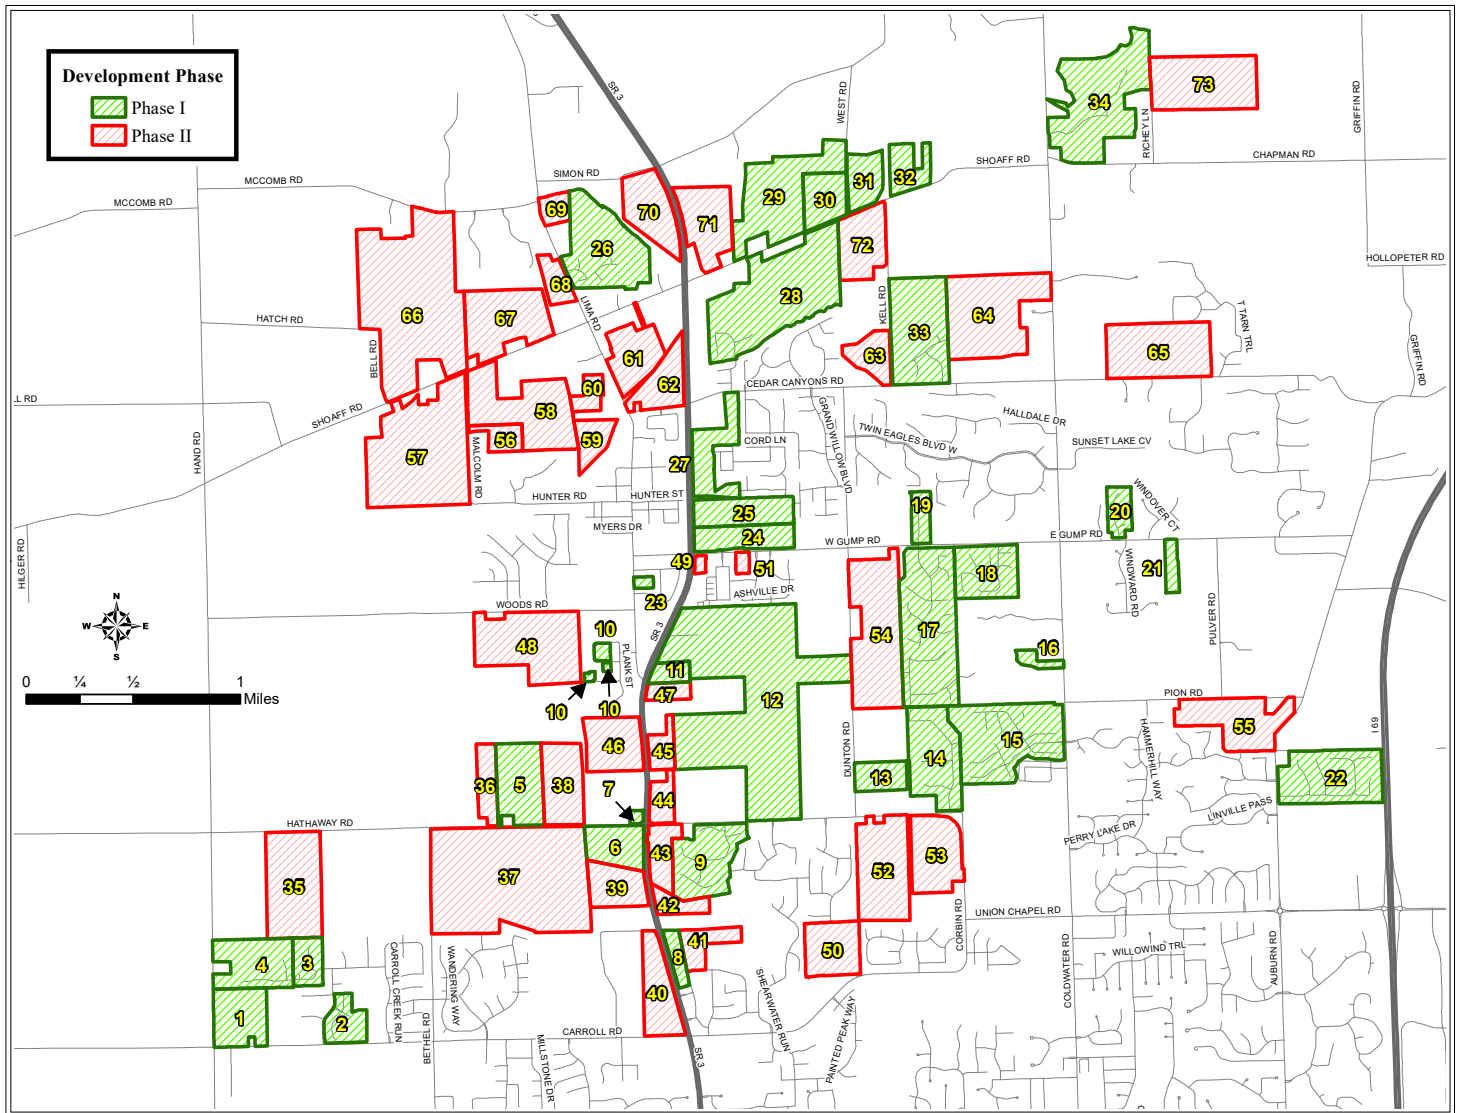 Development Phase
Phase I
Phase II
SR 3
WEST RD
GRIFFIN RD
34
73
RICHEY LN
SHOAFF RD
CHAPMAN RD
MCCOMB RD
SIMON RD
MCCOMB RD
69
70
71
29
30
31
32
26
72
HOLLOPETER RD
68
28
66
67
LIMA RD
KELL RD
33
64
T TARN TRL
HATCH RD
BELL RD
61
62
63
65
GRIFFIN RD
60
CEDAR CANYONS RD
LL RD
SHOAFF RD
58
59
56
57
HAND RD
MALCOLM RD
CORD LN
GRAND WILLOW BLVD
TWIN EAGLES BLVD W
HALLDALE DR
SUNSET LAKE CV
27
HUNTER RD
HUNTER ST
MYERS DR
25
24
19
20
WINDOVER CT
W GUMP RD
E GUMP RD
HILGER RD
49
51
ASHVILLE DR
18
21
WINDWARD RD
PULVER RD
23
N
W
E
S
WOODS RD
SR 3
10
48
PLANK ST
11
54
17
16
0
¼
½
1
Miles
10
10
47
12
PION RD
55
46
45
DUNTON RD
14
15
HAMMERHILL WAY
I 69
36
5
38
7
44
13
22
HATHAWAY RD
LINVILLE PASS
PERRY LAKE DR
6
43
9
35
37
39
52
53
42
UNION CHAPEL RD
CORBIN RD
4
3
CARROLL CREEK RUN
WANDERING WAY
8
41
50
COLDWATER RD
WILLOWIND TRL
AUBURN RD
40
1
2
BETHEL RD
CARROLL RD
MILLSTONE DR
SR 3
SHEARWATER RUN
PAINTED PEAK WAY